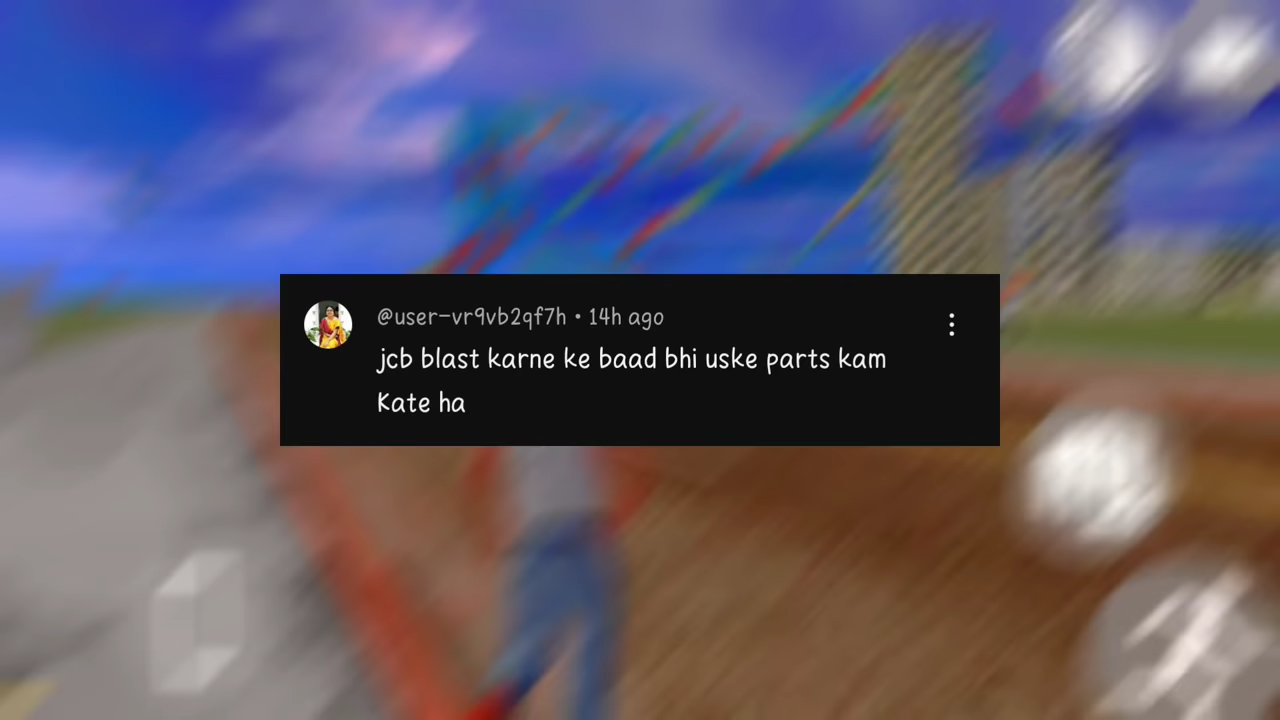 @user-vr9vb2qf7h • 14h ago
jcb blast karne ke baad bhi uske parts kam
Kate ha